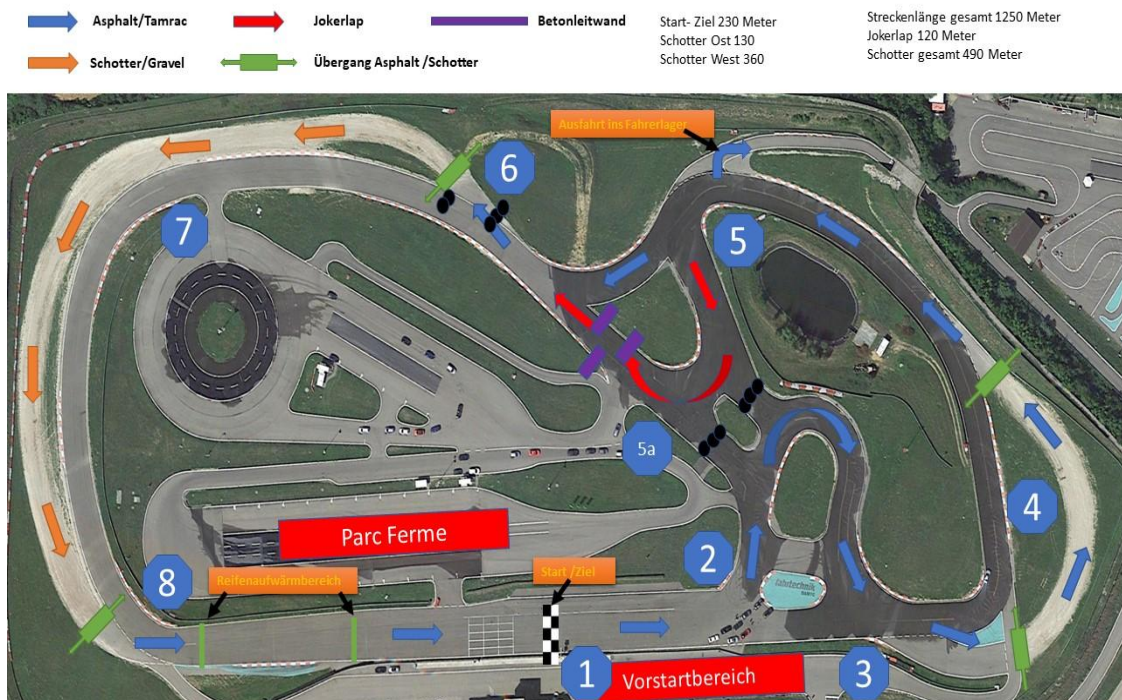 Asphalt/Tamrac
Jokerlap
Betonleitwand
Schotter/Gravel
Übergang Asphalt /Schotter
Start- Ziel 230 Meter
Schotter Ost 130
Schotter West 360
Streckenlänge gesamt 1250 Meter
Jokerlap 120 Meter
Schotter gesamt 490 Meter
Ausfahrt ins Fahrerlager
6
5
7
5a
4
Parc Ferme
2
8
Reifenaufwärmbereich
Start /Ziel
fahrtechnik
1
Vorstartbereich
3